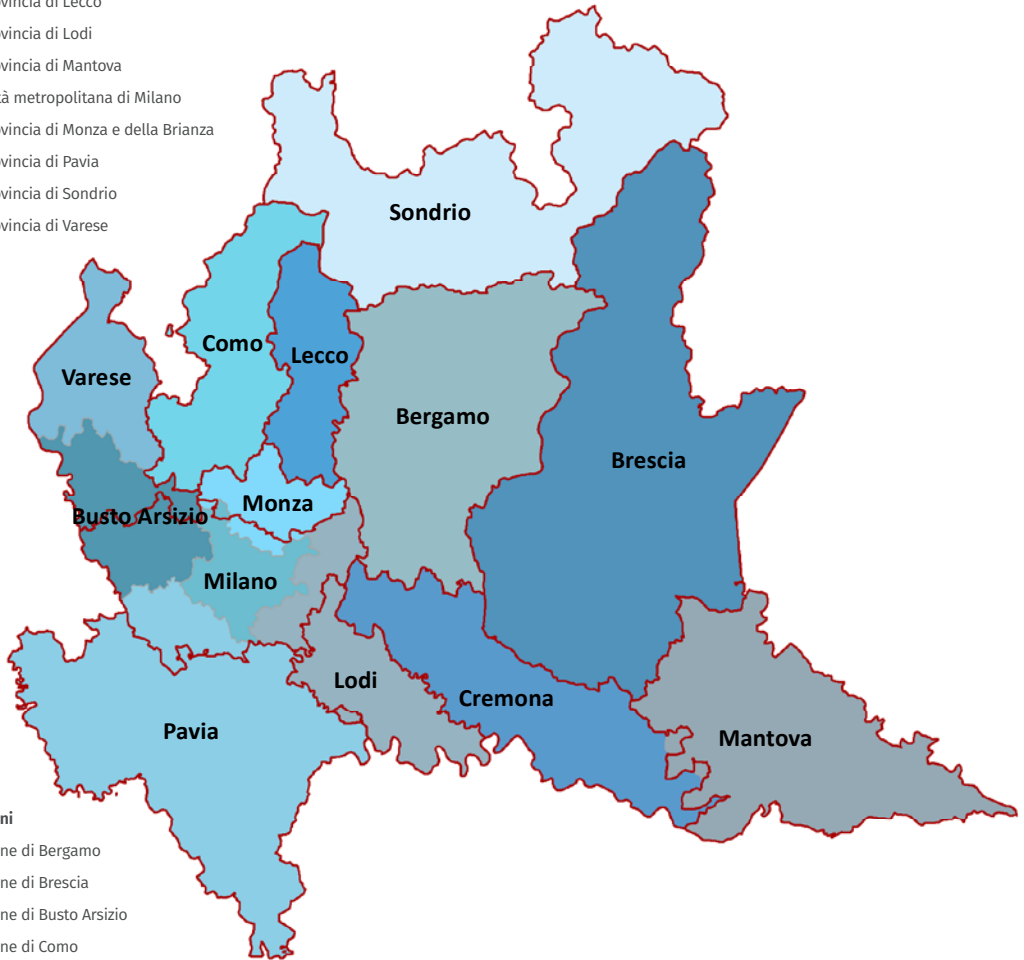 vincia di Lecco
vincia di Lodi
vincia di Mantova
tà metropolitana di Milano
vincia di Monza e della Brianza
vincia di Pavia
vincia di Sondrio
vincia di Varese
Sondrio
Como
Lecco
Varese
Bergamo
Brescia
Monza
Busto Arsizio
Milano
Lodi
Cremona
Pavia
Mantova
ni
ne di Bergamo
ne di Brescia
ne di Busto Arsizio
ne di Como